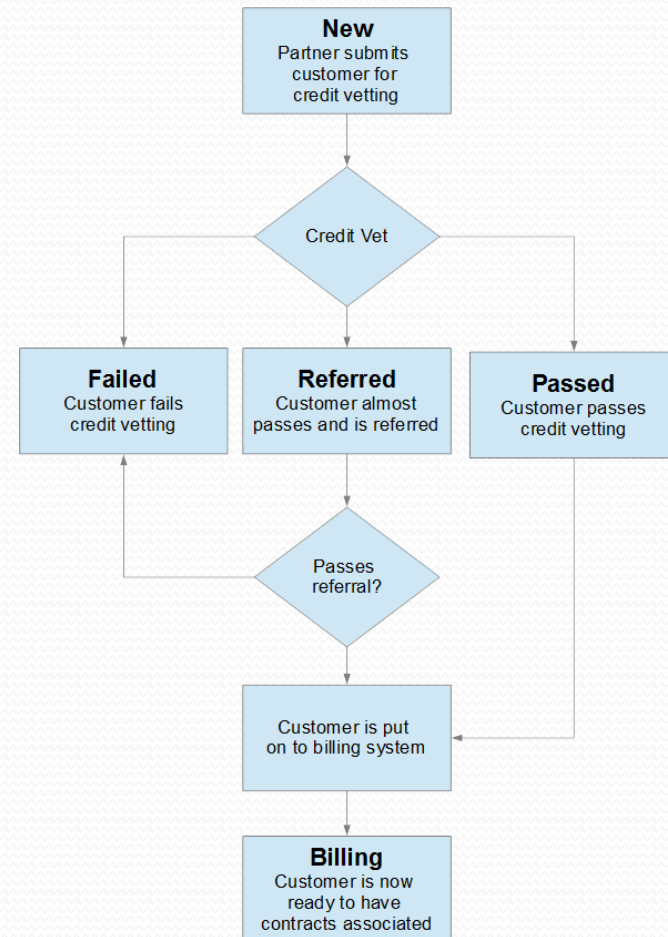 New
Partner submits
customer for
credit vetting
Credit Vet
Failed
Customer fails
credit vetting
Referred
Customer almost
passes and is referred
Passed
Customer passes
credit vetting
Passes
referral?
Customer is put
on to billing system
Billing
Customer is now
ready to have
contracts associated